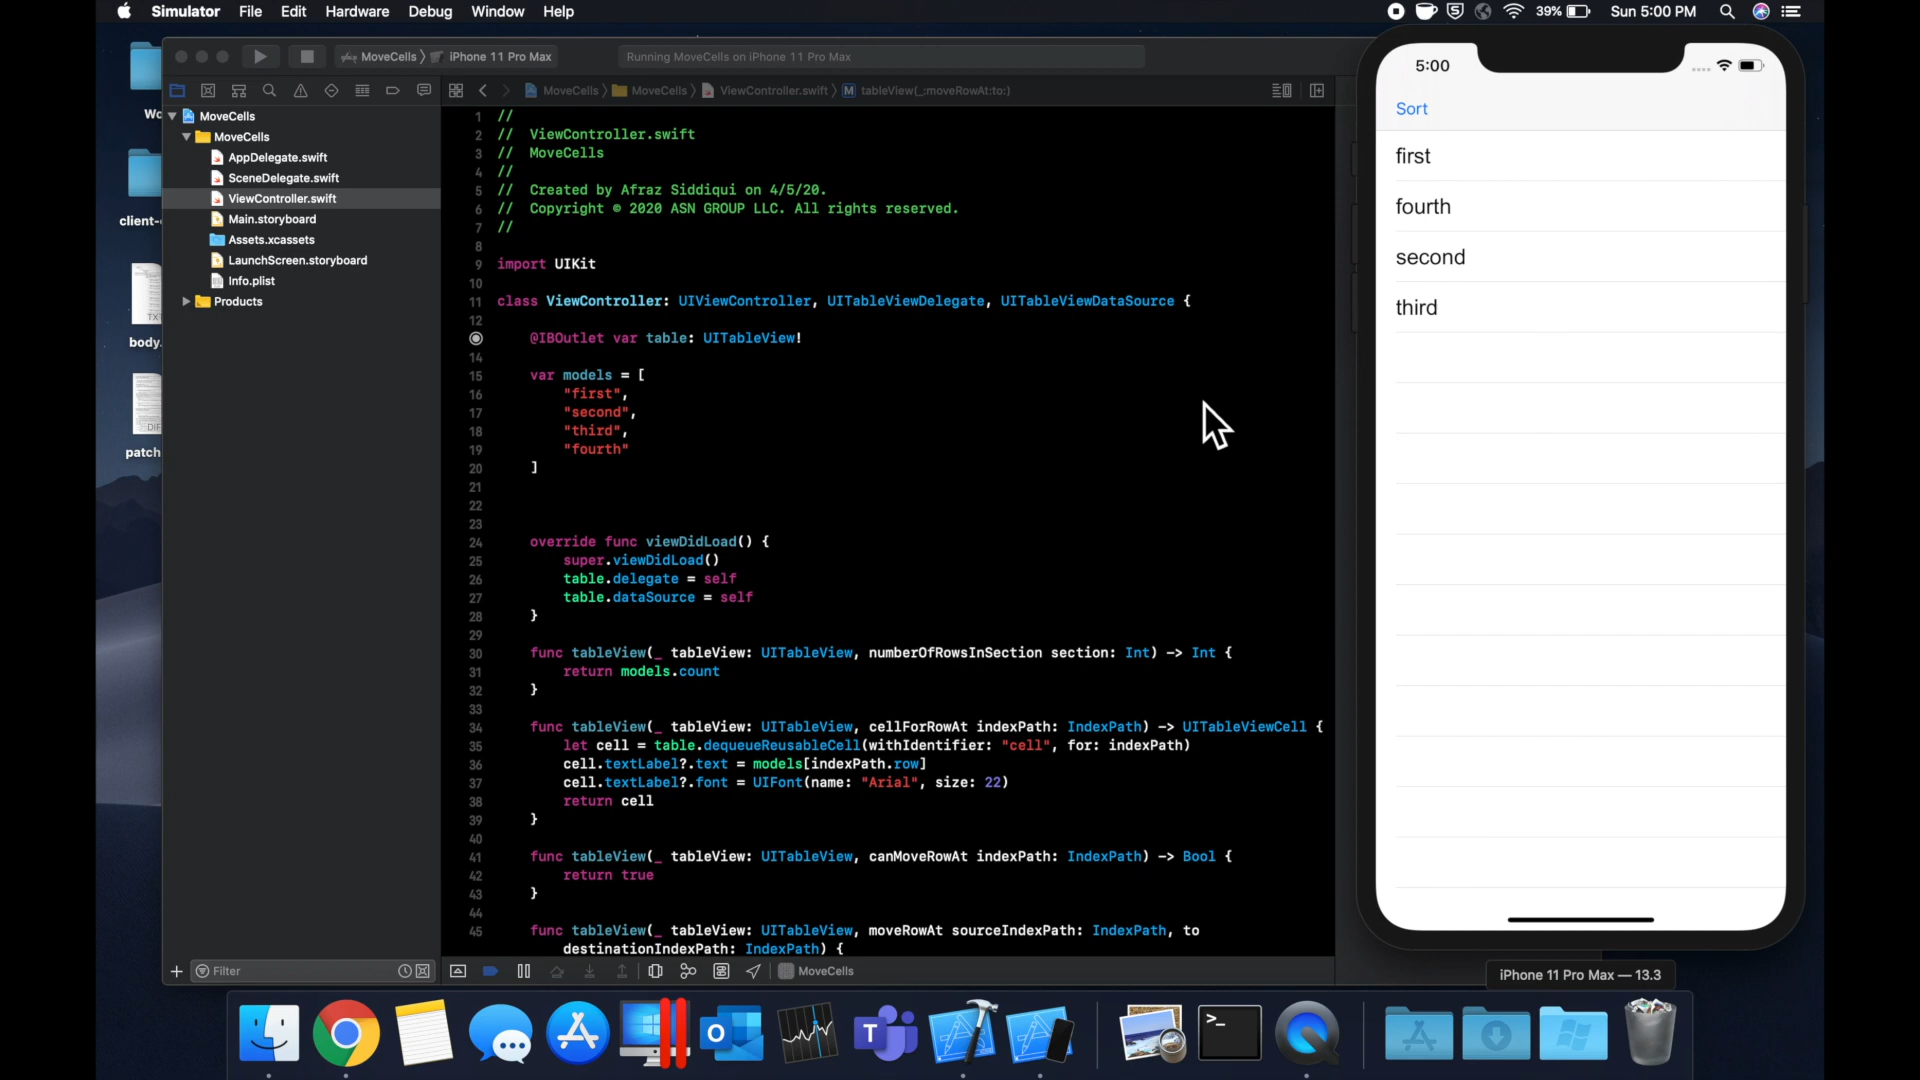 Simulator File Edit Hardware Debug Window Help
39% Sun 5:00 PM
MoveCells iPhone 11 Pro Max
Running MoveCells on iPhone 11 Pro Max
MoveCells MoveCells ViewController.swift M tableView(_:moveRowAt:to:)
Wo
client-
TXT
body.
DIF
patch
MoveCells
MoveCells
AppDelegate.swift
SceneDelegate.swift
ViewController.swift
Main.storyboard
Assets.xcassets
LaunchScreen.storyboard
Info.plist
Products
Filter
1 //
2 // ViewController.swift
3 // MoveCells
4 //
5 // Created by Afraz Siddiqui on 4/5/20.
6 // Copyright © 2020 ASN GROUP LLC. All rights reserved.
7 //
8
9 import UIKit
10
11 class ViewController: UIViewController, UITableViewDelegate, UITableViewDataSource {
12
@IBOutlet var table: UITableView!
14
15 var models = [
16 "first",
17 "second",
18 "third",
19 "fourth"
20 ]
21
22
23
24 override func viewDidLoad() {
25 super.viewDidLoad()
26 table.delegate = self
27 table.dataSource = self
28 }
29
30 func tableView(_ tableView: UITableView, numberOfRowsInSection section: Int) -> Int {
31 return models.count
32 }
33
34 func tableView(_ tableView: UITableView, cellForRowAt indexPath: IndexPath) -> UITableViewCell {
35 let cell = table.dequeueReusableCell(withIdentifier: "cell", for: indexPath)
36 cell.textLabel?.text = models[indexPath.row]
37 cell.textLabel?.font = UIFont(name: "Arial", size: 22)
38 return cell
39 }
40
41 func tableView(_ tableView: UITableView, canMoveRowAt indexPath: IndexPath) -> Bool {
42 return true
43 }
44
45 func tableView(_ tableView: UITableView, moveRowAt sourceIndexPath: IndexPath, to
destinationIndexPath: IndexPath) {
MoveCells
5:00
Sort
first
fourth
second
third
iPhone 11 Pro Max — 13.3